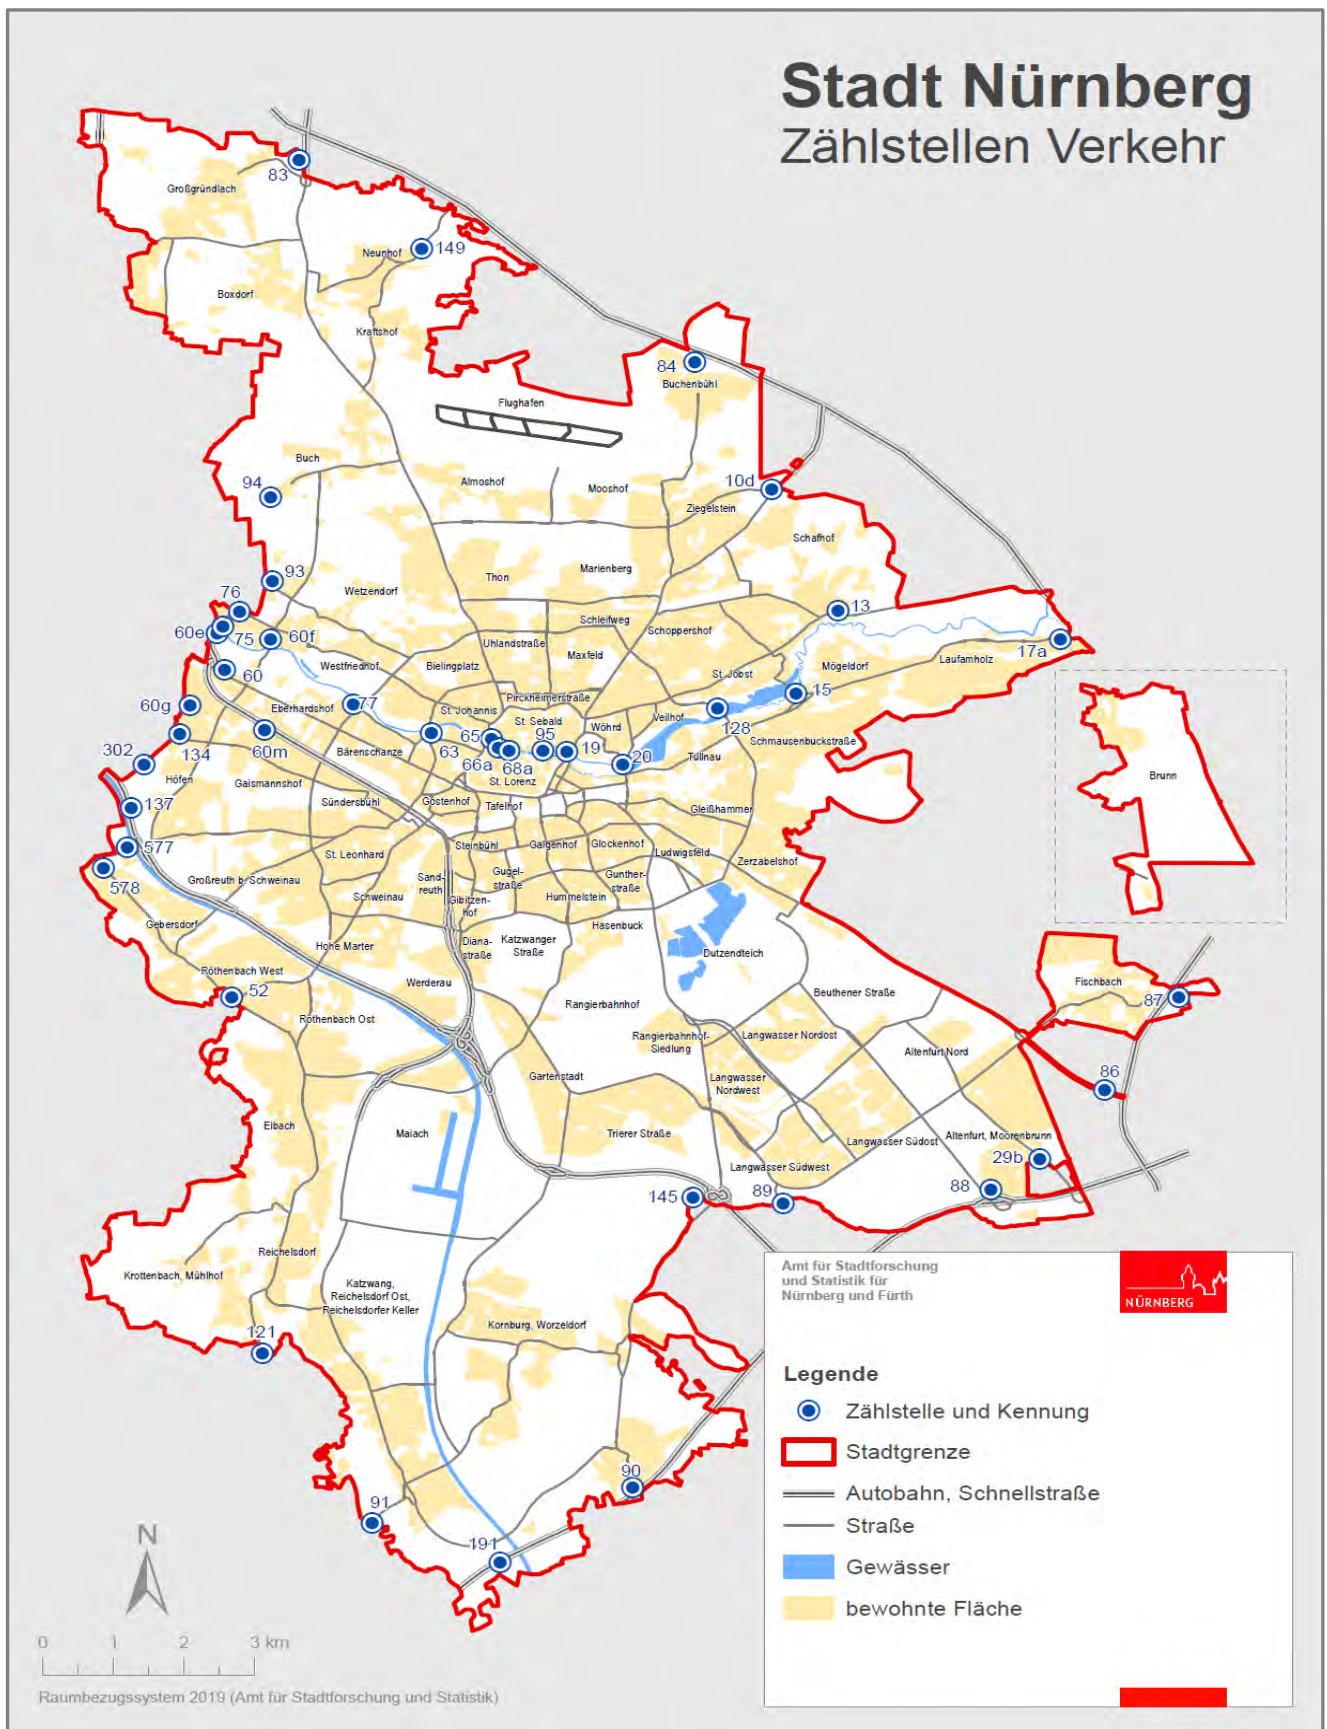 Stadt Nürnberg
Zählstellen Verkehr
83
Großgründlach
149
Neunhof
Boxdorf
Kraftshof
84
Buchenbühl
Flughafen
Buch
94
Almoshof
Mooshof
10d
Ziegelstein
Schafhof
93
Thon
Marienberg
76
Wetzendorf
13
60e
75
60f
Schleifweg
Schoppershof
Uhlandstraße
Maxfeld
17a
60
Westfriedhof
Bielingplatz
St. Jobst
Mögeldorf
Laufamholz
15
60g
Eberhardshof
77
St. Johannis
Pirckheimerstraße
St. Sebald
Wöhrd
Veilhof
128
134
60m
Bärenschanze
63
65
66a
68a
95
19
20
Tullnau
Schmausenbuckstraße
302
Höfen
Gaismannshof
St. Lorenz
Brunn
137
Sündersbühl
Gostenhof
Tafelhof
Gleißhammer
577
St. Leonhard
Steinbühl
Galgenhof
Glockenhof
Ludwigsfeld
Zerzabelshof
578
Großreuth b. Schweinau
Schweinau
Sand-
reuth
Gibitzen-
hof
Gugel-
straße
Hummelstein
Gunther-
straße
Gebersdorf
Hohe Marter
Diana-
straße
Katzwanger
Straße
Hasenbuck
Dutzendteich
Röthenbach West
52
Werderau
Röthenbach Ost
Rangierbahnhof
Beuthener Straße
Fischbach
87
Rangierbahnhof-
Siedlung
Langwasser Nordost
Altenfurt Nord
Gartenstadt
Langwasser
Nordwest
86
Eibach
Maiach
Trierer Straße
Langwasser Südost
Altenfurt, Moorenbrunn
29b
Langwasser Südwest
145
89
88
Reichelsdorf
Krottenbach, Mühlhof
Katzwang,
Reichelsdorf Ost,
Reichelsdorfer Keller
Kornburg, Worzeldorf
121
90
91
191
Amt für Stadtforschung
und Statistik für
Nürnberg und Fürth
NÜRNBERG
Legende
Zählstelle und Kennung
Stadtgrenze
Autobahn, Schnellstraße
Straße
Gewässer
bewohnte Fläche
N
0 1 2 3 km
Raumbezugssystem 2019 (Amt für Stadtforschung und Statistik)